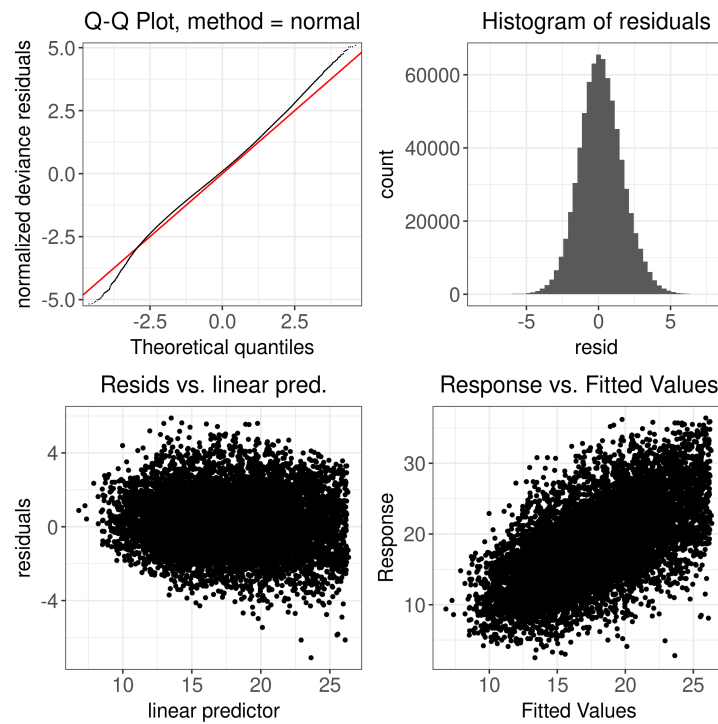 Q-Q Plot, method = normal
normalized deviance residuals
5.0
2.5
0.0
-2.5
-5.0
-2.5 0.0 2.5
Theoretical quantiles
Histogram of residuals
count
60000
40000
20000
0
-5 0 5
resid
Resids vs. linear pred.
residuals
4
0
-4
10 15 20 25
linear predictor
Response vs. Fitted Values
Response
30
20
10
10 15 20 25
Fitted Values